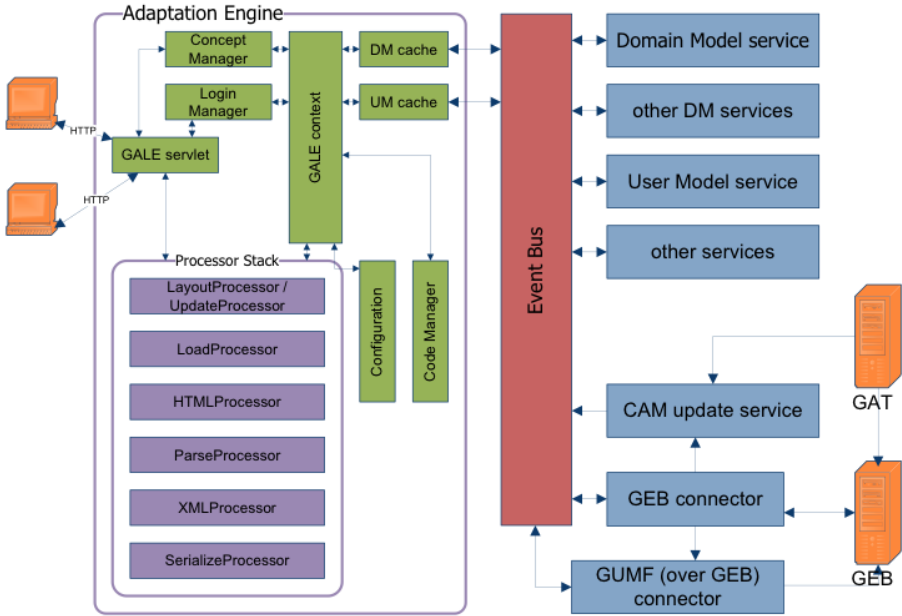 Adaptation Engine
Concept
Manager
Login
Manager
GALE servlet
HTTP
HTTP
GALE context
DM cache
UM cache
Processor Stack
LayoutProcessor /
UpdateProcessor
LoadProcessor
HTMLProcessor
ParseProcessor
XMLProcessor
SerializeProcessor
Configuration
Code Manager
Event Bus
Domain Model service
other DM services
User Model service
other services
CAM update service
GEB connector
GUMF (over GEB)
connector
GAT
GEB